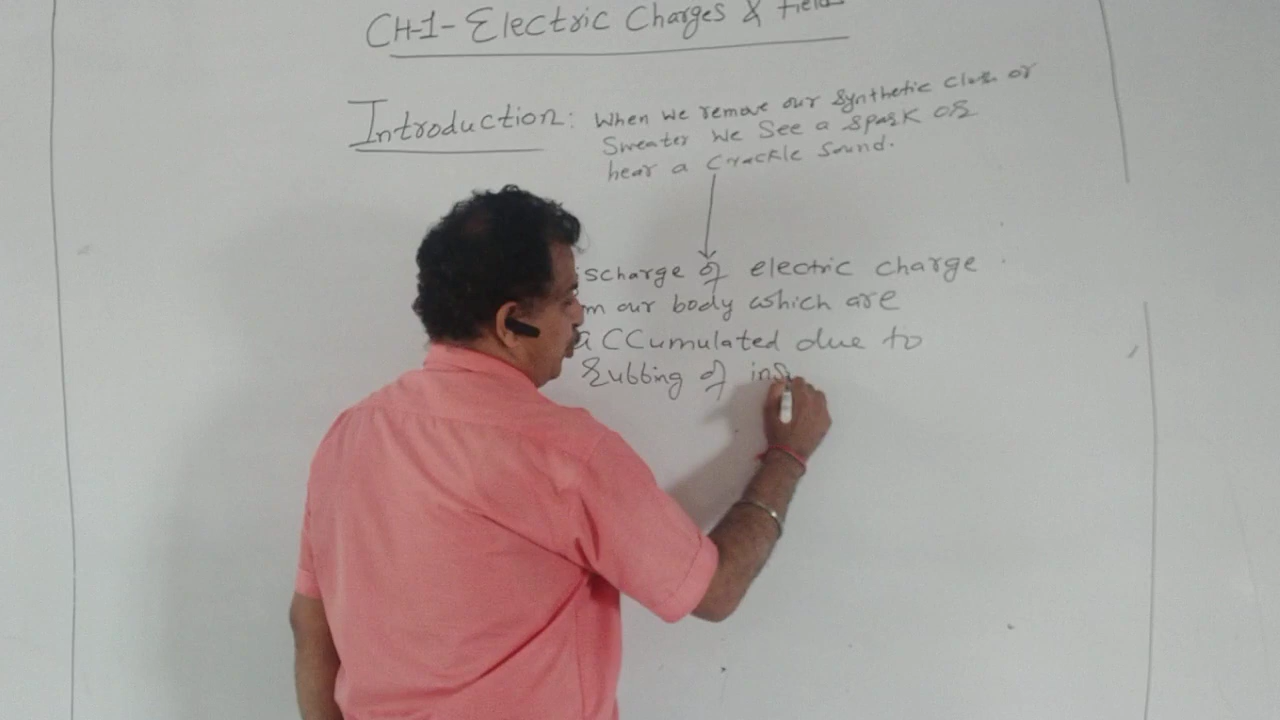 CH-1- Electric Charges & Field
Introduction: When we remove our Synthetic Cloth or
Sweater We See a Spark OR
hear a Crackle Sound.
ischarge of electric charge
m our body which are
aCCumulated due to
Rubbing of ins